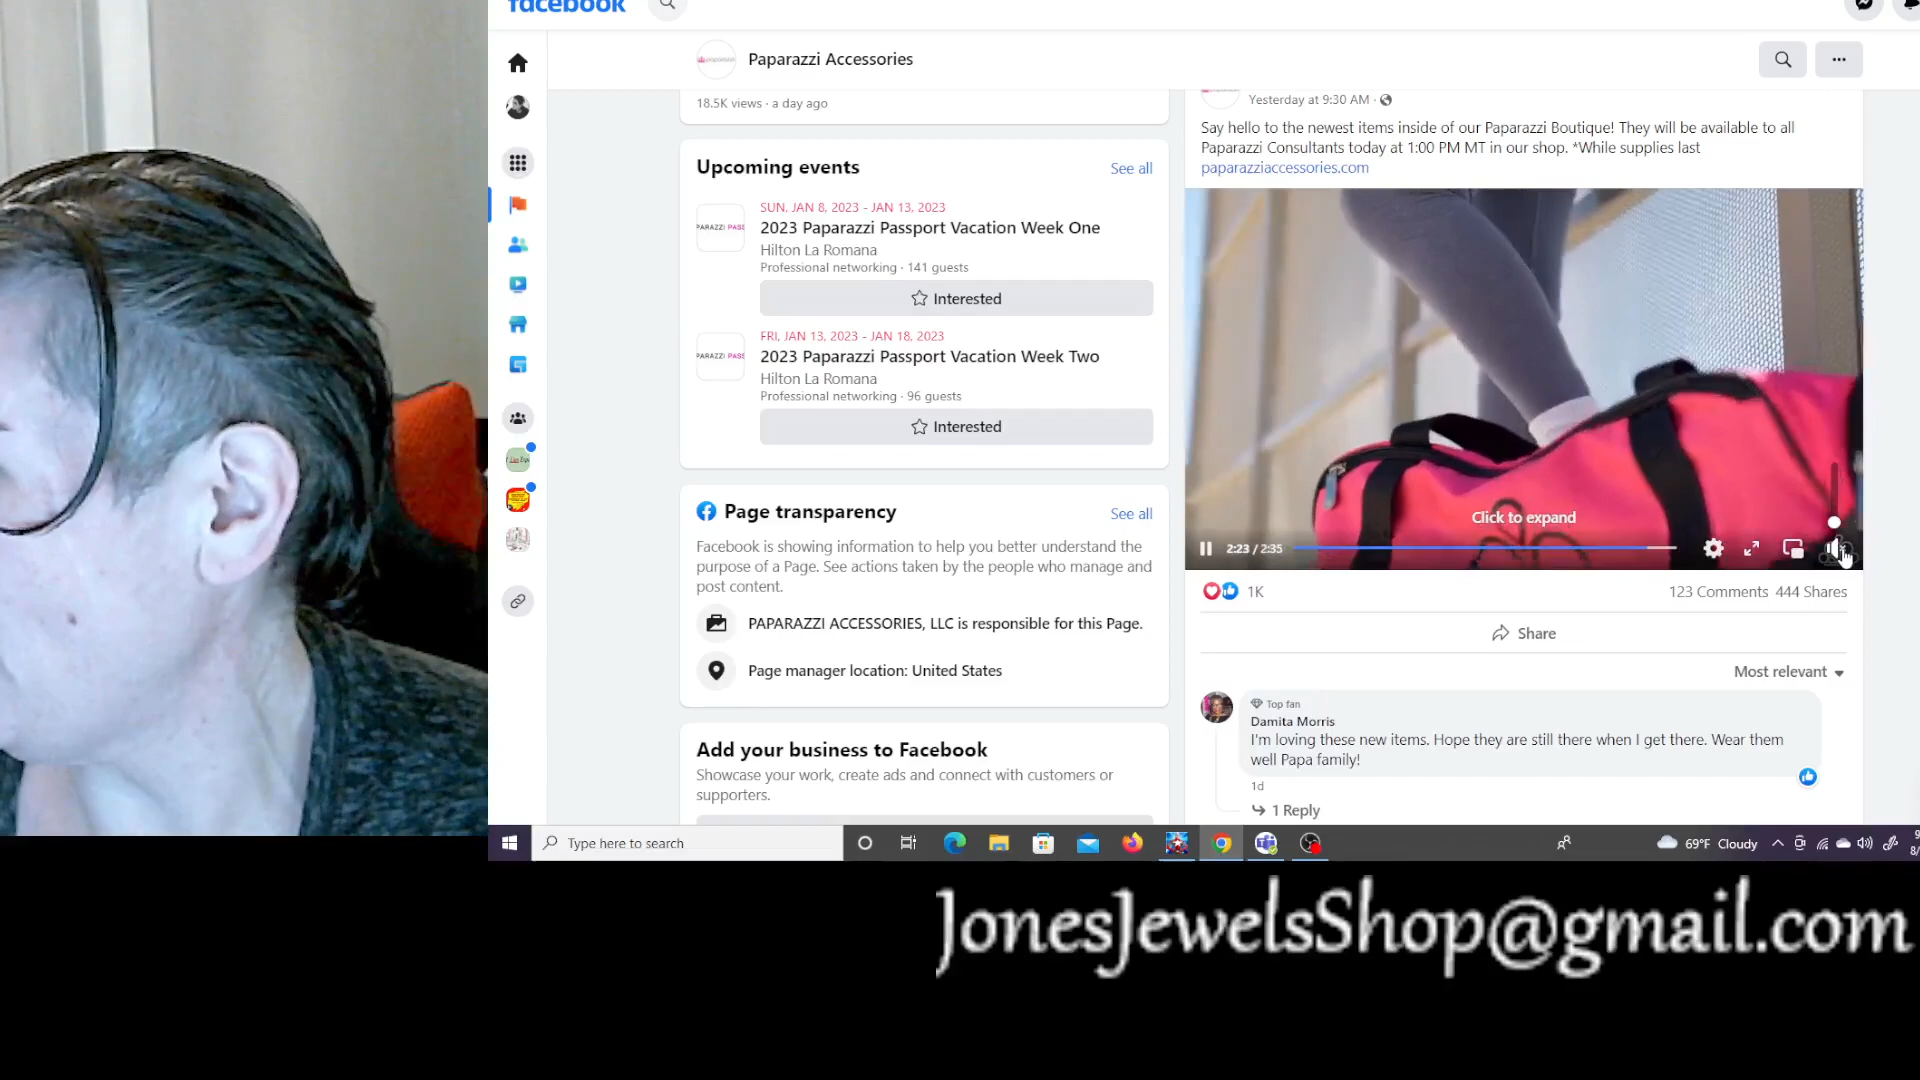 facebook
Paparazzi Accessories
18.5K views · a day ago
Upcoming events
See all
SUN, JAN 8, 2023 - JAN 13, 2023
2023 Paparazzi Passport Vacation Week One
Hilton La Romana
Professional networking · 141 guests
Interested
FRI, JAN 13, 2023 - JAN 18, 2023
2023 Paparazzi Passport Vacation Week Two
Hilton La Romana
Professional networking · 96 guests
Interested
Page transparency
See all
Facebook is showing information to help you better understand the
purpose of a Page. See actions taken by the people who manage and
post content.
PAPARAZZI ACCESSORIES, LLC is responsible for this Page.
Page manager location: United States
Add your business to Facebook
Showcase your work, create ads and connect with customers or
supporters.
Yesterday at 9:30 AM ·
Say hello to the newest items inside of our Paparazzi Boutique! They will be available to all
Paparazzi Consultants today at 1:00 PM MT in our shop. *While supplies last
paparazziaccessories.com
Click to expand
2:23 / 2:35
1K
123 Comments 444 Shares
Share
Most relevant
Top fan
Damita Morris
I'm loving these new items. Hope they are still there when I get there. Wear them
well Papa family!
1d
1 Reply
Type here to search
69°F Cloudy
JonesJewelsShop@gmail.com